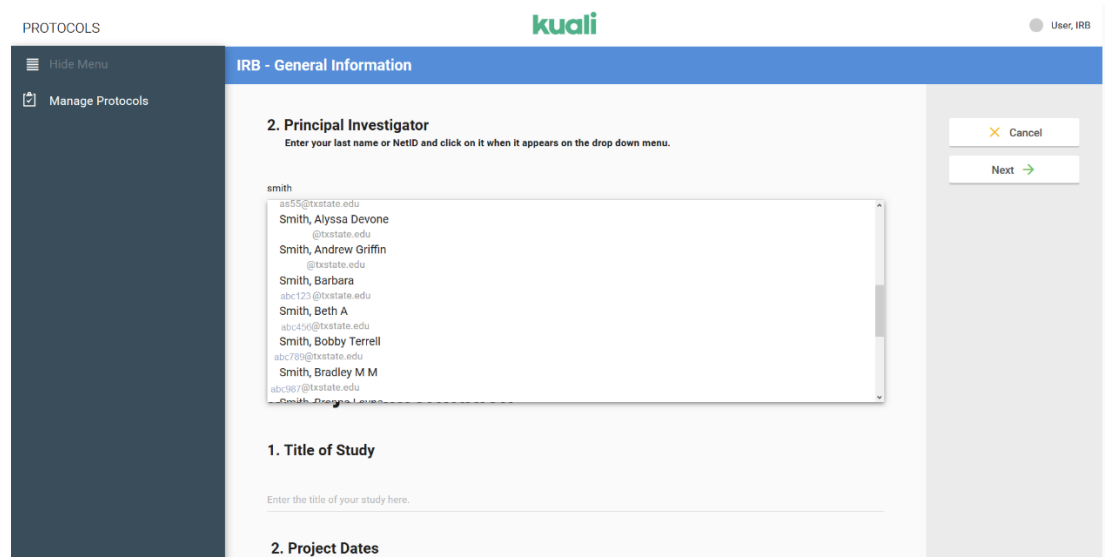 PROTOCOLS
kuali
User, IRB
Hide Menu
IRB - General Information
Manage Protocols
2. Principal Investigator
Enter your last name or NetID and click on it when it appears on the drop down menu.
Cancel
Next
smith
as55@txstate.edu
Smith, Alyssa Devone
@txstate.edu
Smith, Andrew Griffin
@txstate.edu
Smith, Barbara
abc123@txstate.edu
Smith, Beth A
abc456@txstate.edu
Smith, Bobby Terrell
abc789@txstate.edu
Smith, Bradley M M
abc987@txstate.edu
Smith,
1. Title of Study
Enter the title of your study here.
2. Project Dates